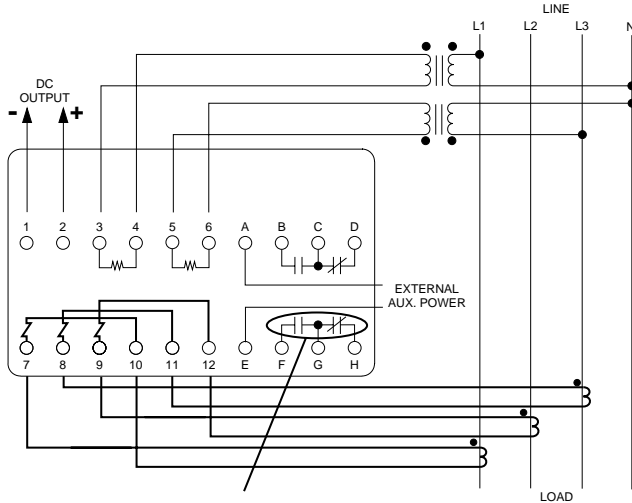 LINE
L1 L2 L3 N
DC
OUTPUT
- +
1 2 3 4 5 6 A B C D
EXTERNAL
AUX. POWER
7 8 9 10 11 12 E F G H
LOAD